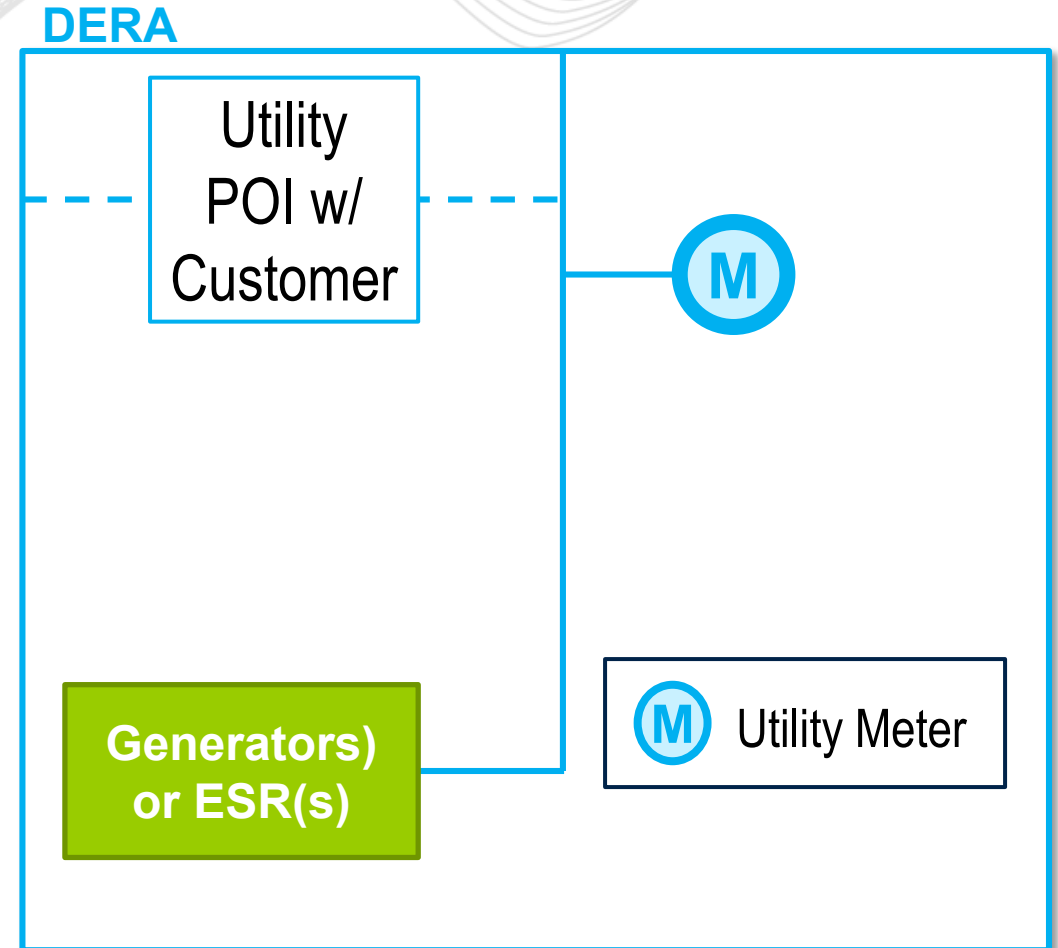 DERA
Utility
POI w/
Customer
M
Generators)
or ESR(s)
M Utility Meter